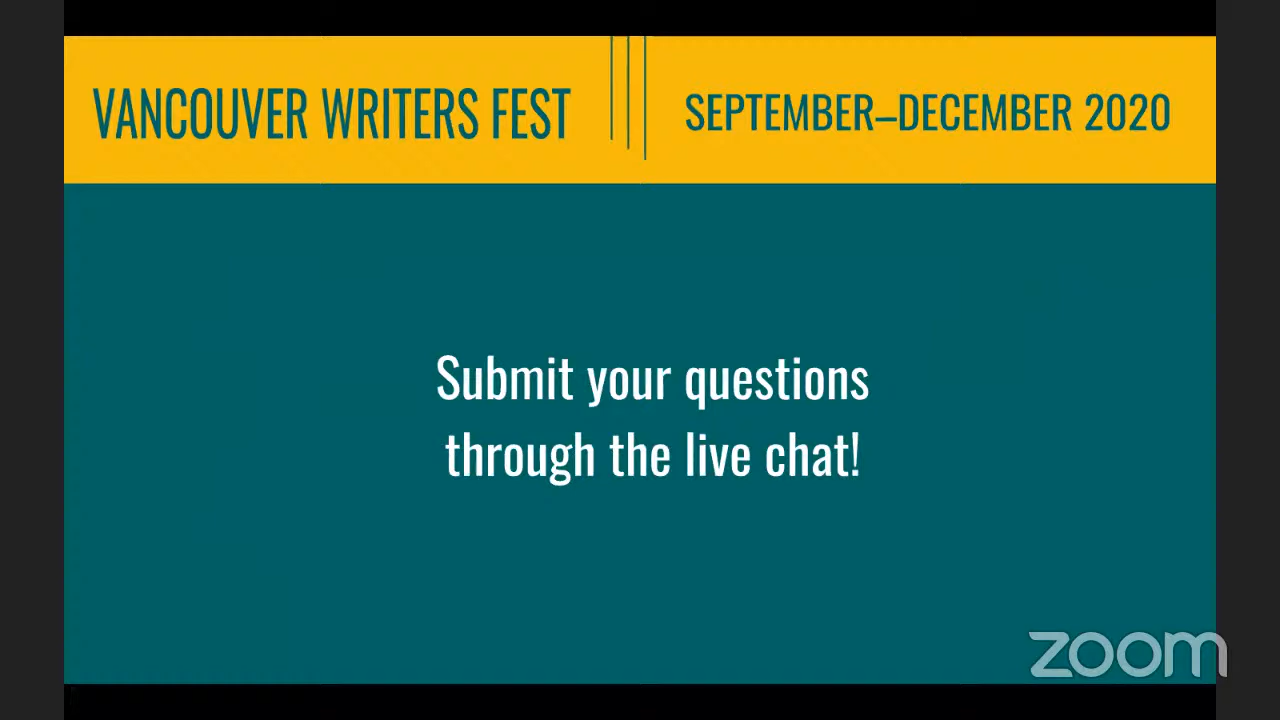 VANCOUVER WRITERS FEST
SEPTEMBER–DECEMBER 2020
Submit your questions
through the live chat!
zoom